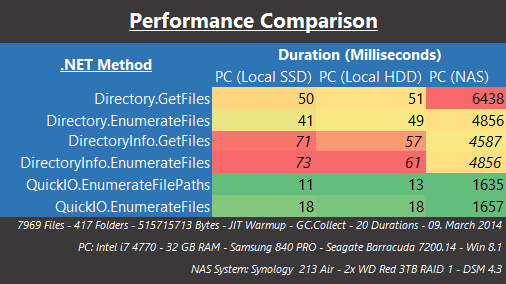 Performance Comparison
.NET Method
Duration (Milliseconds)
PC (Local SSD) PC (Local HDD) PC (NAS)
Directory.GetFiles 50 51 6438
Directory.EnumerateFiles 41 49 4856
DirectoryInfo.GetFiles 71 57 4587
DirectoryInfo.EnumerateFiles 73 61 4856
QuickIO.EnumerateFilePaths 11 13 1635
QuickIO.EnumerateFiles 18 18 1657
7969 Files - 417 Folders - 515715713 Bytes - JIT Warmup - GC.Collect - 20 Durations - 09. March 2014
PC: Intel i7 4770 - 32 GB RAM - Samsung 840 PRO - Seagate Barracuda 7200.14 - Win 8.1
NAS System: Synology 213 Air - 2x WD Red 3TB RAID 1 - DSM 4.3